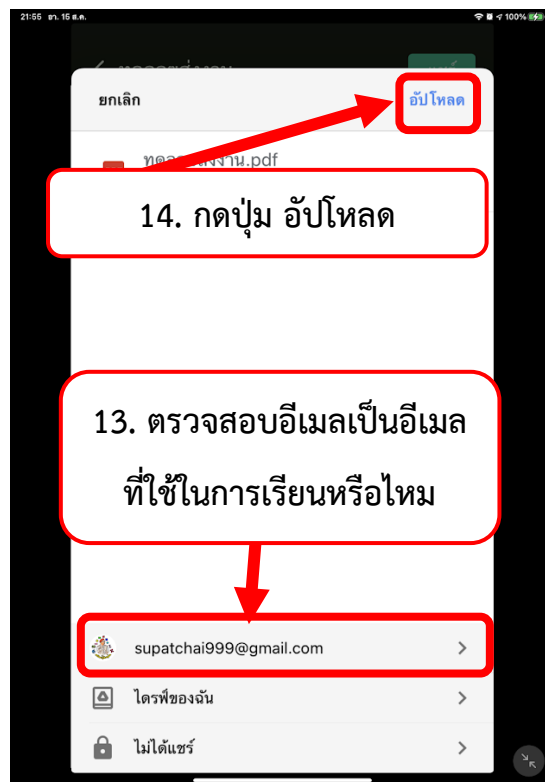 21:55 อา. 15 ส.ค.
100%
ยกเลิก
อัปโหลด
.pdf
14. กดปุ่ม อัปโหลด
13. ตรวจสอบอีเมลเป็นอีเมล
ที่ใช้ในการเรียนหรือไหม
supatchai999@gmail.com
ไดรฟ์ของฉัน
ไม่ได้แชร์